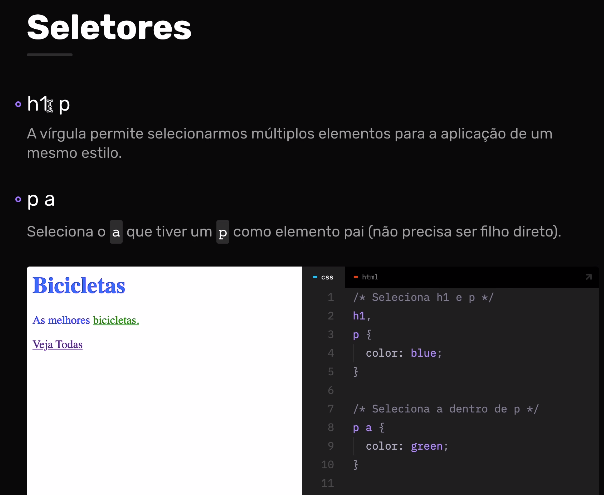 Seletores
h1, p
A vírgula permite selecionarmos múltiplos elementos para a aplicação de um
mesmo estilo.
p a
Seleciona o a que tiver um p como elemento pai (não precisa ser filho direto).
Bicicletas
As melhores bicicletas.
Veja Todas
css html
1 /* Seleciona h1 e p */
2 h1,
3 p {
4 color: blue;
5 }
6
7 /* Seleciona a dentro de p */
8 p a {
9 color: green;
10 }
11